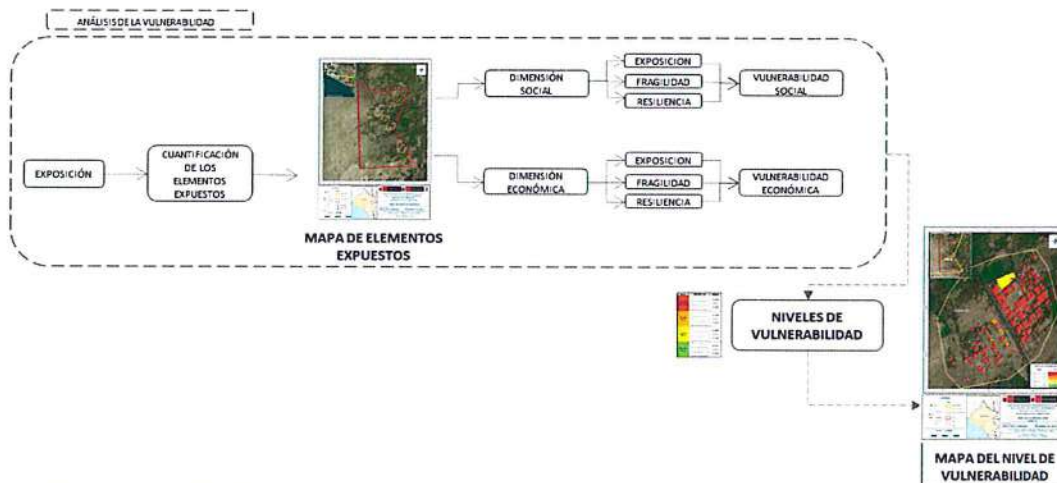 ANÁLISIS DE LA VULNERABILIDAD
EXPOSICIÓN
CUANTIFICACIÓN
DE LOS
ELEMENTOS
EXPUESTOS
MAPA DE ELEMENTOS
EXPUESTOS
DIMENSIÓN
SOCIAL
EXPOSICION
FRAGILIDAD
RESILIENCIA
VULNERABILIDAD
SOCIAL
DIMENSIÓN
ECONÓMICA
EXPOSICION
FRAGILIDAD
RESILIENCIA
VULNERABILIDAD
ECONÓMICA
NIVELES DE
VULNERABILIDAD
MAPA DEL NIVEL DE
VULNERABILIDAD